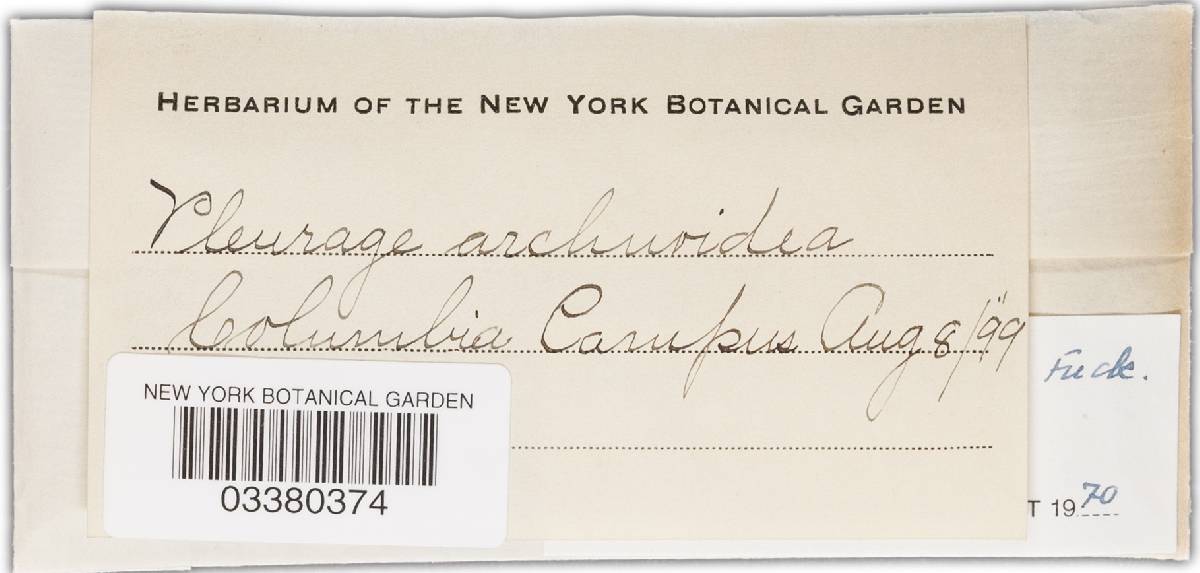 HERBARIUM OF THE NEW YORK BOTANICAL GARDEN
Pleurage
Columbia Campus Aug 8/"99
Fuck.
NEW YORK BOTANICAL GARDEN
03380374
T 1970